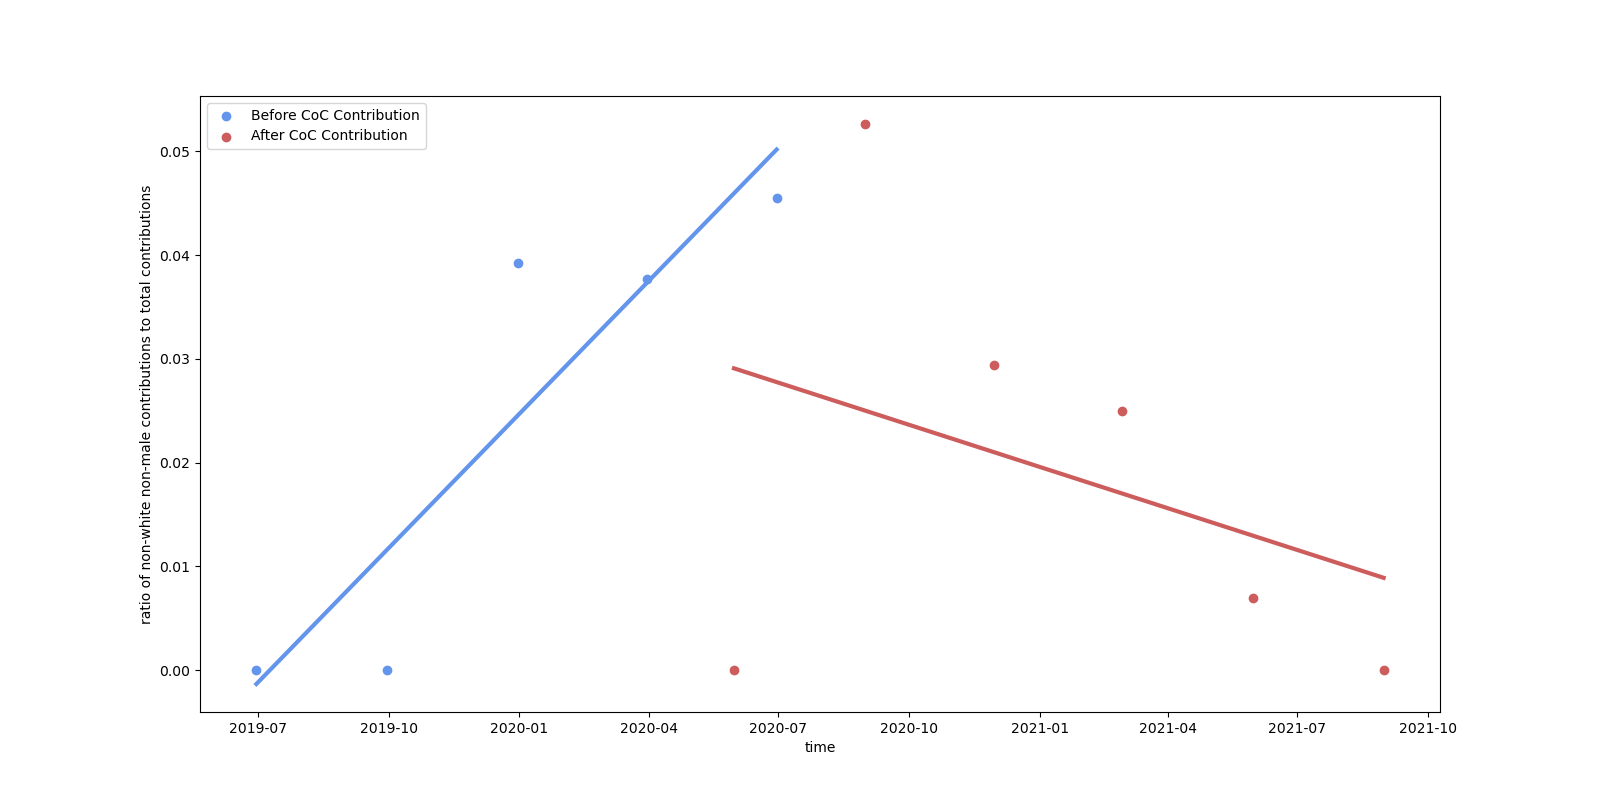 Before CoC Contribution
After CoC Contribution
ratio of non-white non-male contributions to total contributions
0.05
0.04
0.03
0.02
0.01
0.00
2019-07 2019-10 2020-01 2020-04 2020-07 2020-10 2021-01 2021-04 2021-07 2021-10
time